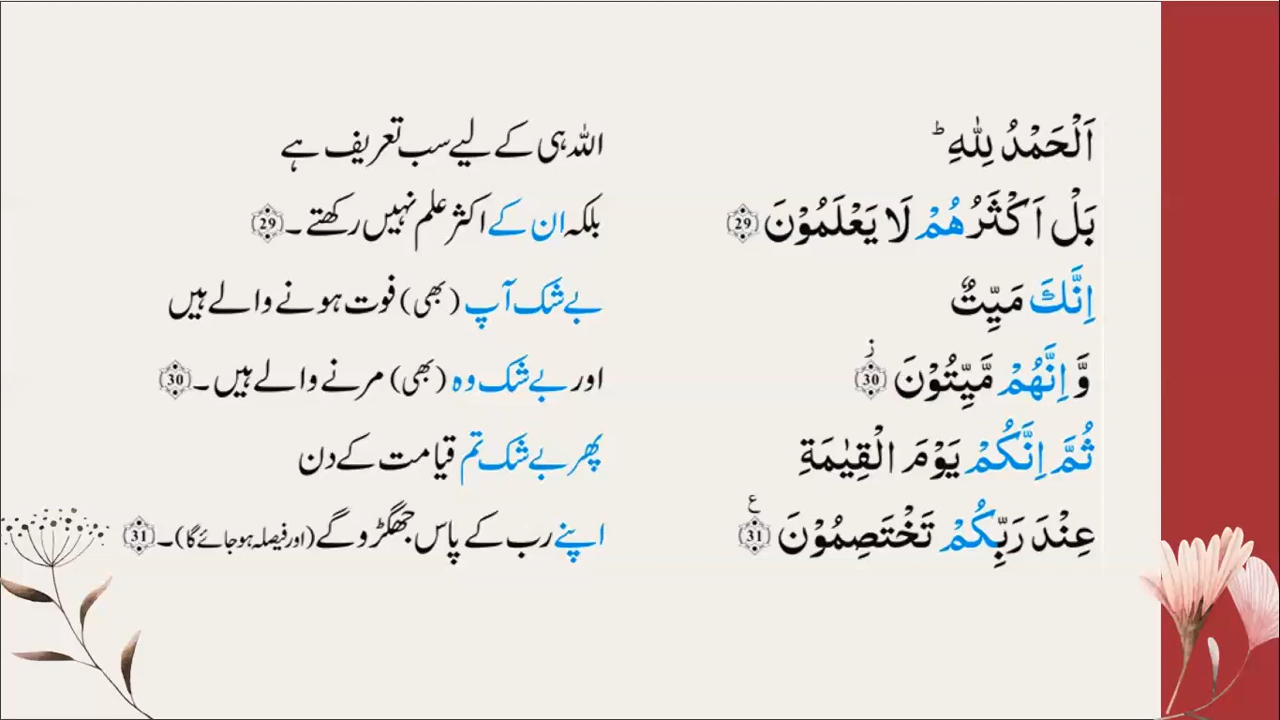 اَلْحَمْدُ لِلّٰهِ ؕ اللہ ہی کے لیے سب تعریف ہے
بَلْ اَكْثَرُهُمْ لَا يَعْلَمُوْنَ 29 بلکہ ان کے اکثر علم نہیں رکھتے۔ 29
اِنَّكَ مَيِّتٌ بے شک آپ (بھی) فوت ہونے والے ہیں
وَّ اِنَّهُمْ مَّيِّتُوْنَ ز 30 اور بے شک وہ (بھی) مرنے والے ہیں۔ 30
ثُمَّ اِنَّكُمْ يَوْمَ الْقِيٰمَةِ پھر بے شک تم قیامت کے دن
عِنْدَ رَبِّكُمْ تَخْتَصِمُوْنَ ع 31 اپنے رب کے پاس جھگڑو گے (اور فیصلہ ہوجائے گا)۔ 31